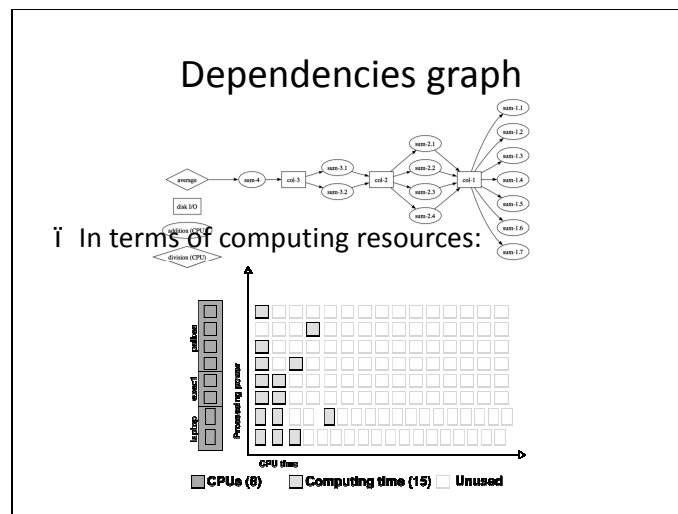 Dependencies graph
sum-1.1
sum-1.2
sum-1.3
sum-1.4
sum-1.5
sum-1.6
sum-1.7
sum-2.1
sum-2.2
sum-2.3
sum-2.4
sum-3.1
sum-3.2
average
sum-4
col-3
col-2
col-1
disk I/O
addition (CPU)
division (CPU)
ï In terms of computing resources:
Processing power
exec1
laptop
CPU time
CPUs (8)
Computing time (15)
Unused